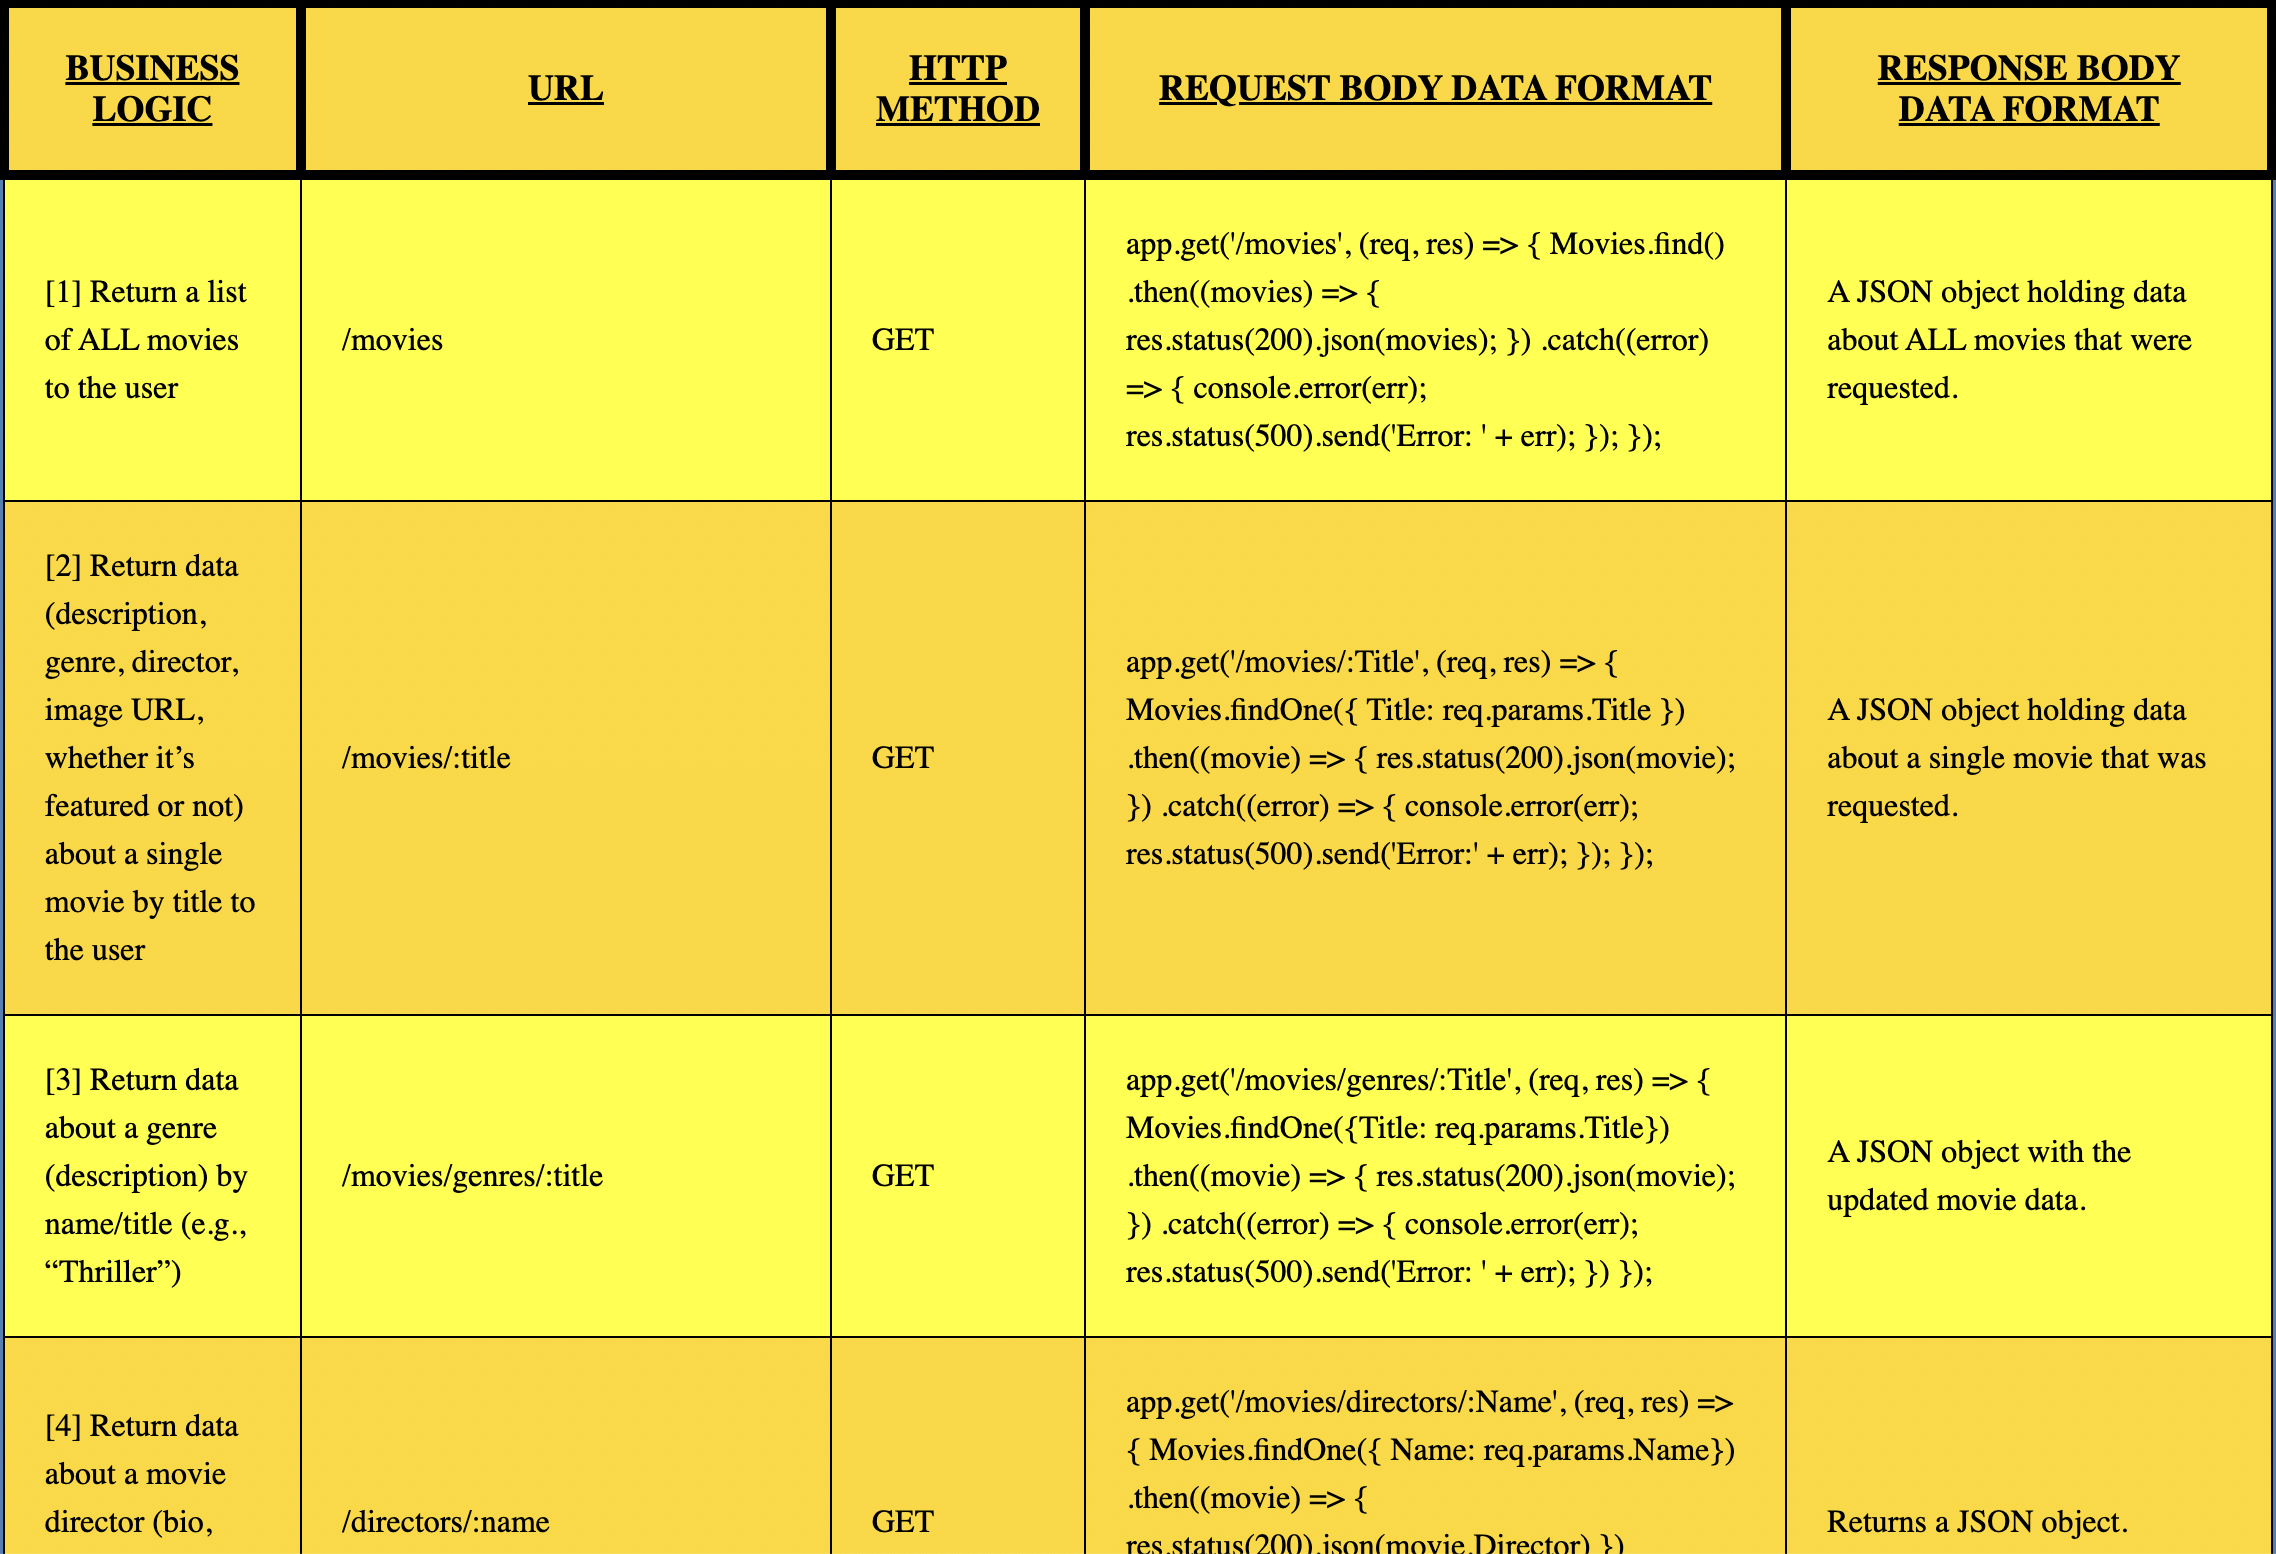 BUSINESS
LOGIC
URL
HTTP
METHOD
REQUEST BODY DATA FORMAT
RESPONSE BODY
DATA FORMAT
[1] Return a list
of ALL movies
to the user
/movies
GET
app.get('/movies', (req, res) => { Movies.find()
.then((movies) => {
res.status(200).json(movies); }) .catch((error)
=> { console.error(err);
res.status(500).send('Error: ' + err); }); });
A JSON object holding data
about ALL movies that were
requested.
[2] Return data
(description,
genre, director,
image URL,
whether it’s
featured or not)
about a single
movie by title to
the user
/movies/:title
GET
app.get('/movies/:Title', (req, res) => {
Movies.findOne({ Title: req.params.Title })
.then((movie) => { res.status(200).json(movie);
}) .catch((error) => { console.error(err);
res.status(500).send('Error:' + err); }); });
A JSON object holding data
about a single movie that was
requested.
[3] Return data
about a genre
(description) by
name/title (e.g.,
“Thriller”)
/movies/genres/:title
GET
app.get('/movies/genres/:Title', (req, res) => {
Movies.findOne({Title: req.params.Title})
.then((movie) => { res.status(200).json(movie);
}) .catch((error) => { console.error(err);
res.status(500).send('Error: ' + err); }) });
A JSON object with the
updated movie data.
[4] Return data
about a movie
director (bio,
/directors/:name
GET
app.get('/movies/directors/:Name', (req, res) =>
{ Movies.findOne({ Name: req.params.Name})
.then((movie) => {
res.status(200).json(movie.Director) })
Returns a JSON object.